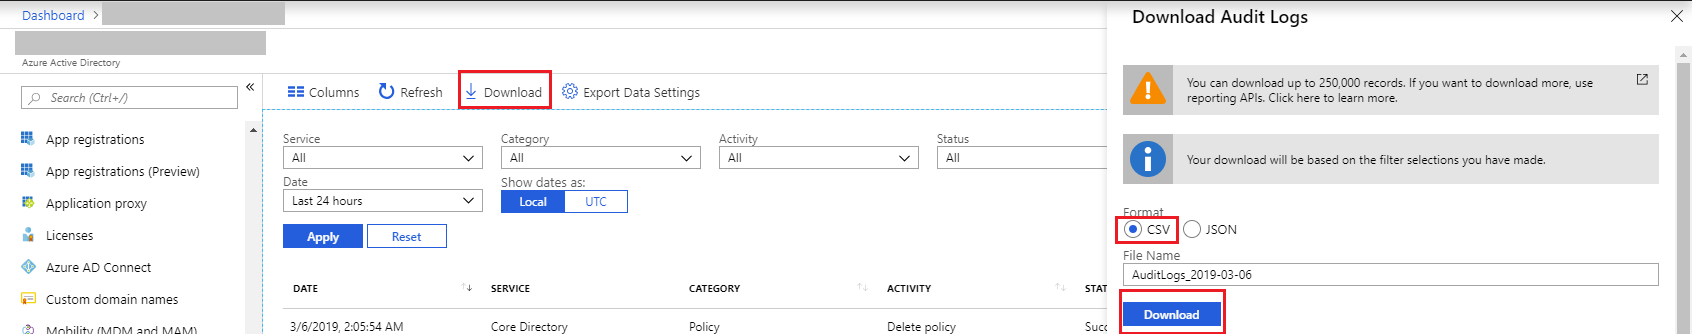 Dashboard >
Azure Active Directory
Search (Ctrl+/)
«
App registrations
App registrations (Preview)
Application proxy
Licenses
Azure AD Connect
Custom domain names
Mobility (MDM and MAM)
Columns
Refresh
Download
Export Data Settings
Service
All
Category
All
Activity
All
Status
All
Date
Last 24 hours
Show dates as:
Local
UTC
Apply
Reset
DATE SERVICE CATEGORY ACTIVITY STAT
3/6/2019, 2:05:54 AM Core Directory Policy Delete policy Succ
Download Audit Logs
You can download up to 250,000 records. If you want to download more, use
reporting APIs. Click here to learn more.
Your download will be based on the filter selections you have made.
Format
CSV JSON
File Name
AuditLogs_2019-03-06
Download